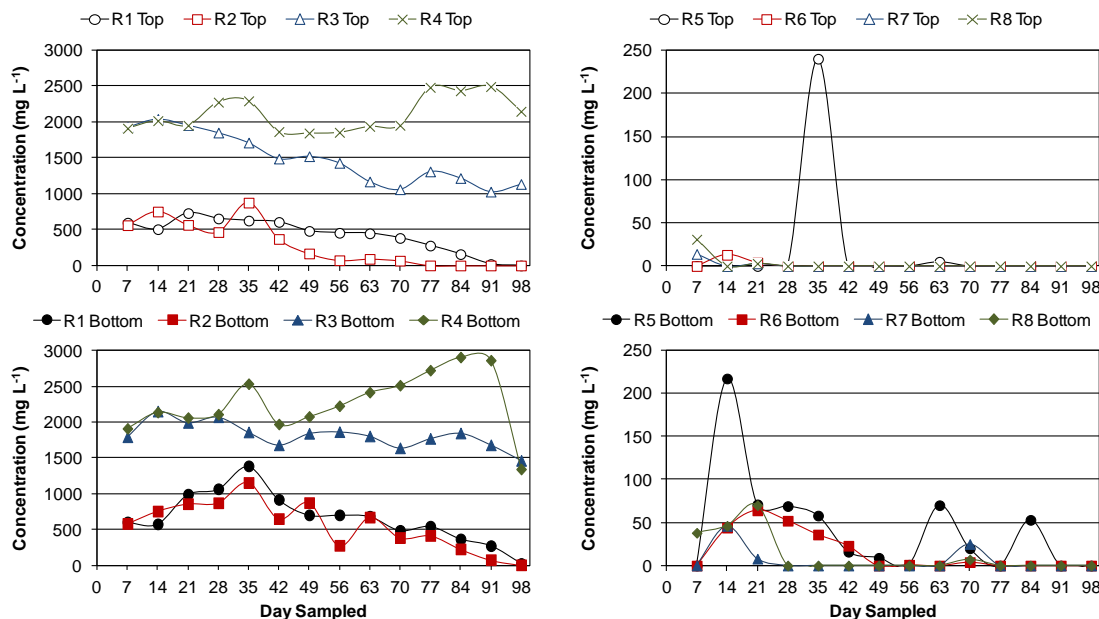 R1 Top R2 Top R3 Top R4 Top
Concentration (mg L-1)
3000
2500
2000
1500
1000
500
0
0 7 14 21 28 35 42 49 56 63 70 77 84 91 98
R5 Top R6 Top R7 Top R8 Top
Concentration (mg L-1)
250
200
150
100
50
0
0 7 14 21 28 35 42 49 56 63 70 77 84 91 98
R1 Bottom R2 Bottom R3 Bottom R4 Bottom
Concentration (mg L-1)
3000
2500
2000
1500
1000
500
0
0 7 14 21 28 35 42 49 56 63 70 77 84 91 98
Day Sampled
R5 Bottom R6 Bottom R7 Bottom R8 Bottom
Concentration (mg L-1)
250
200
150
100
50
0
0 7 14 21 28 35 42 49 56 63 70 77 84 91 98
Day Sampled